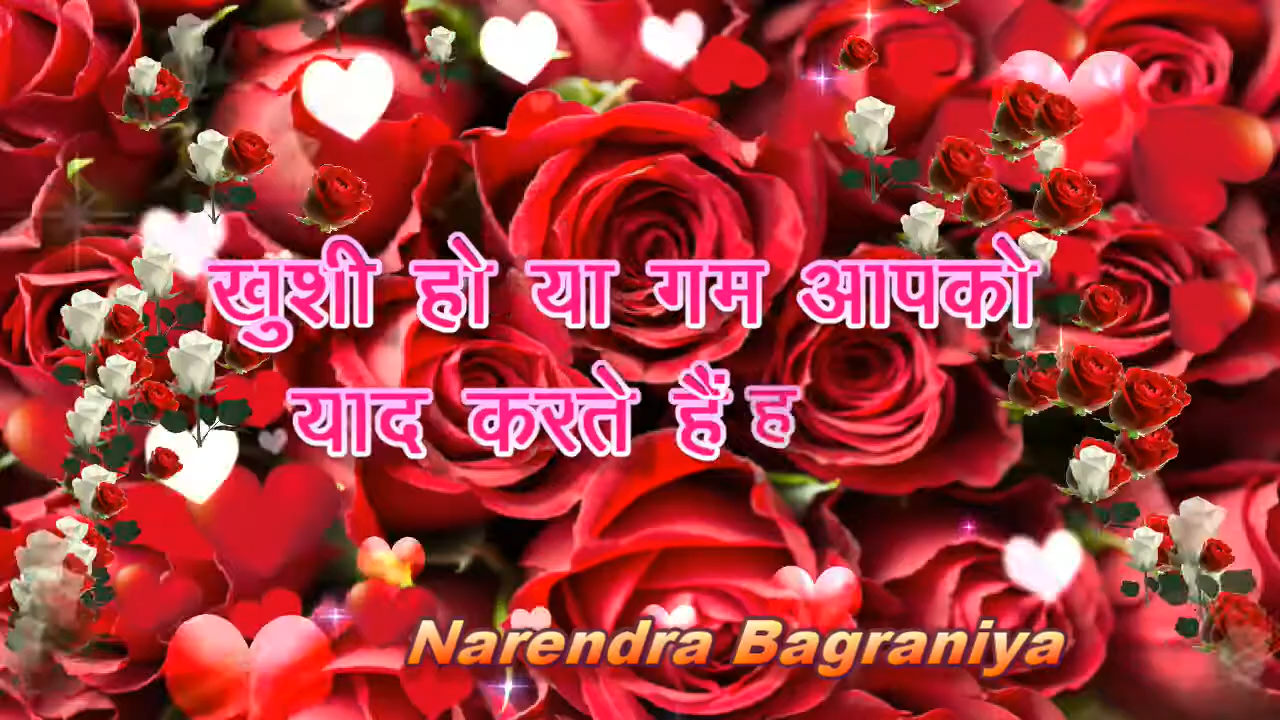 खुशी हो या गम आपको
याद करते हैं ह
Narendra Bagraniya